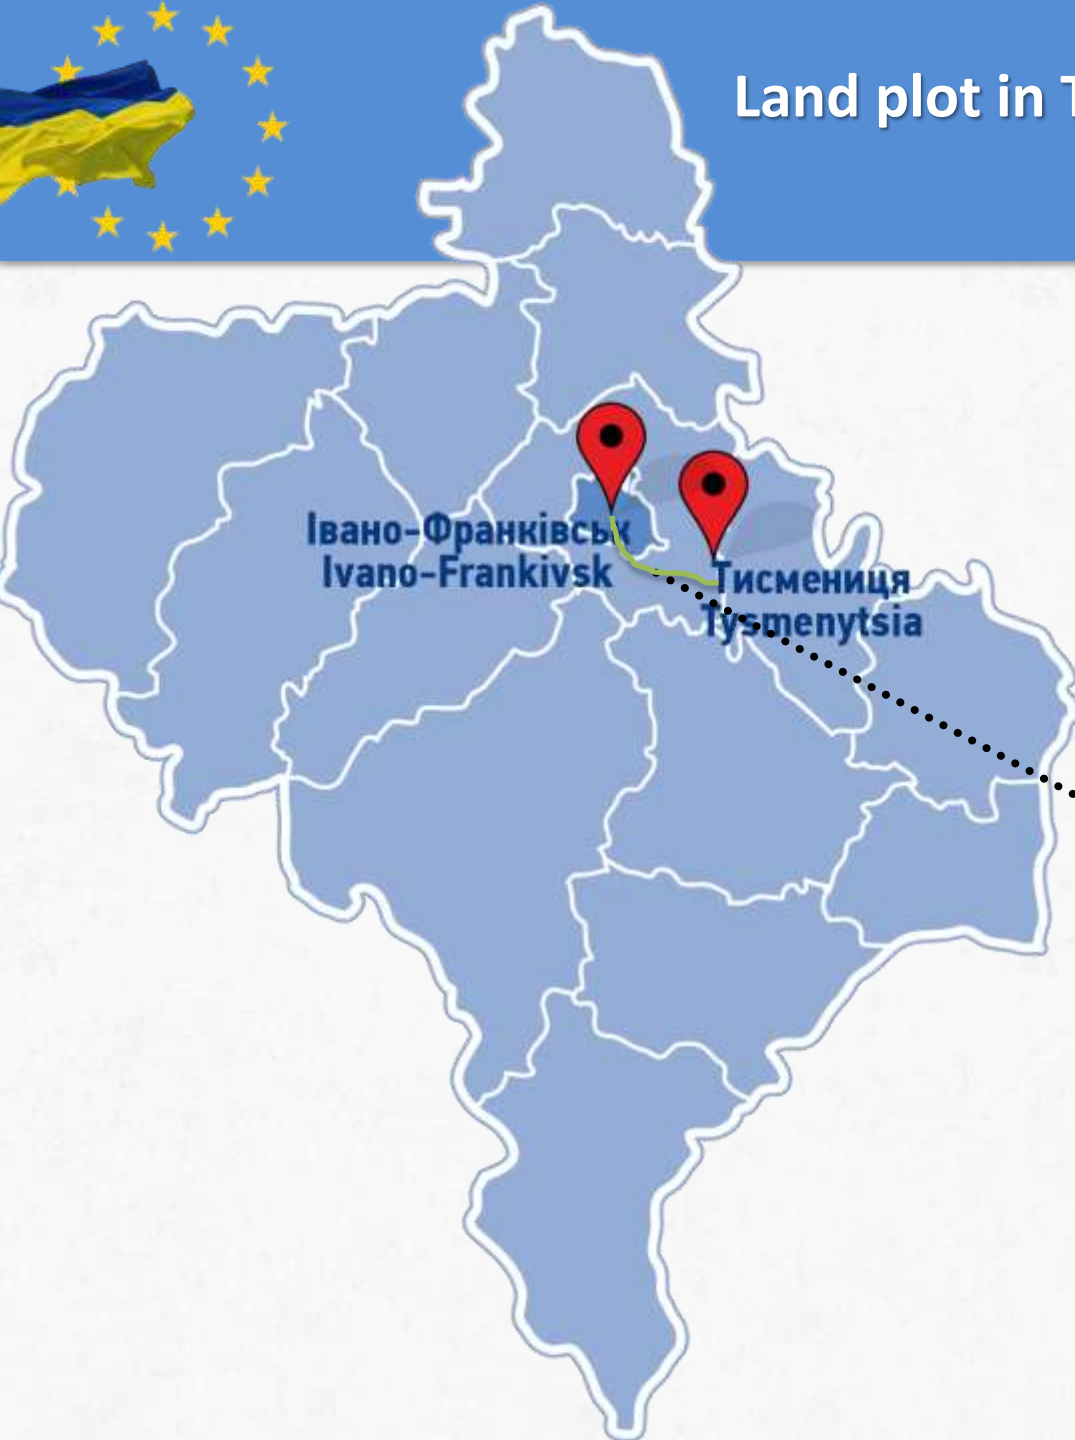 Land plot in T
Івано-Франківськ
Ivano-Frankivsk
Тисмениця
Tysmenytsia